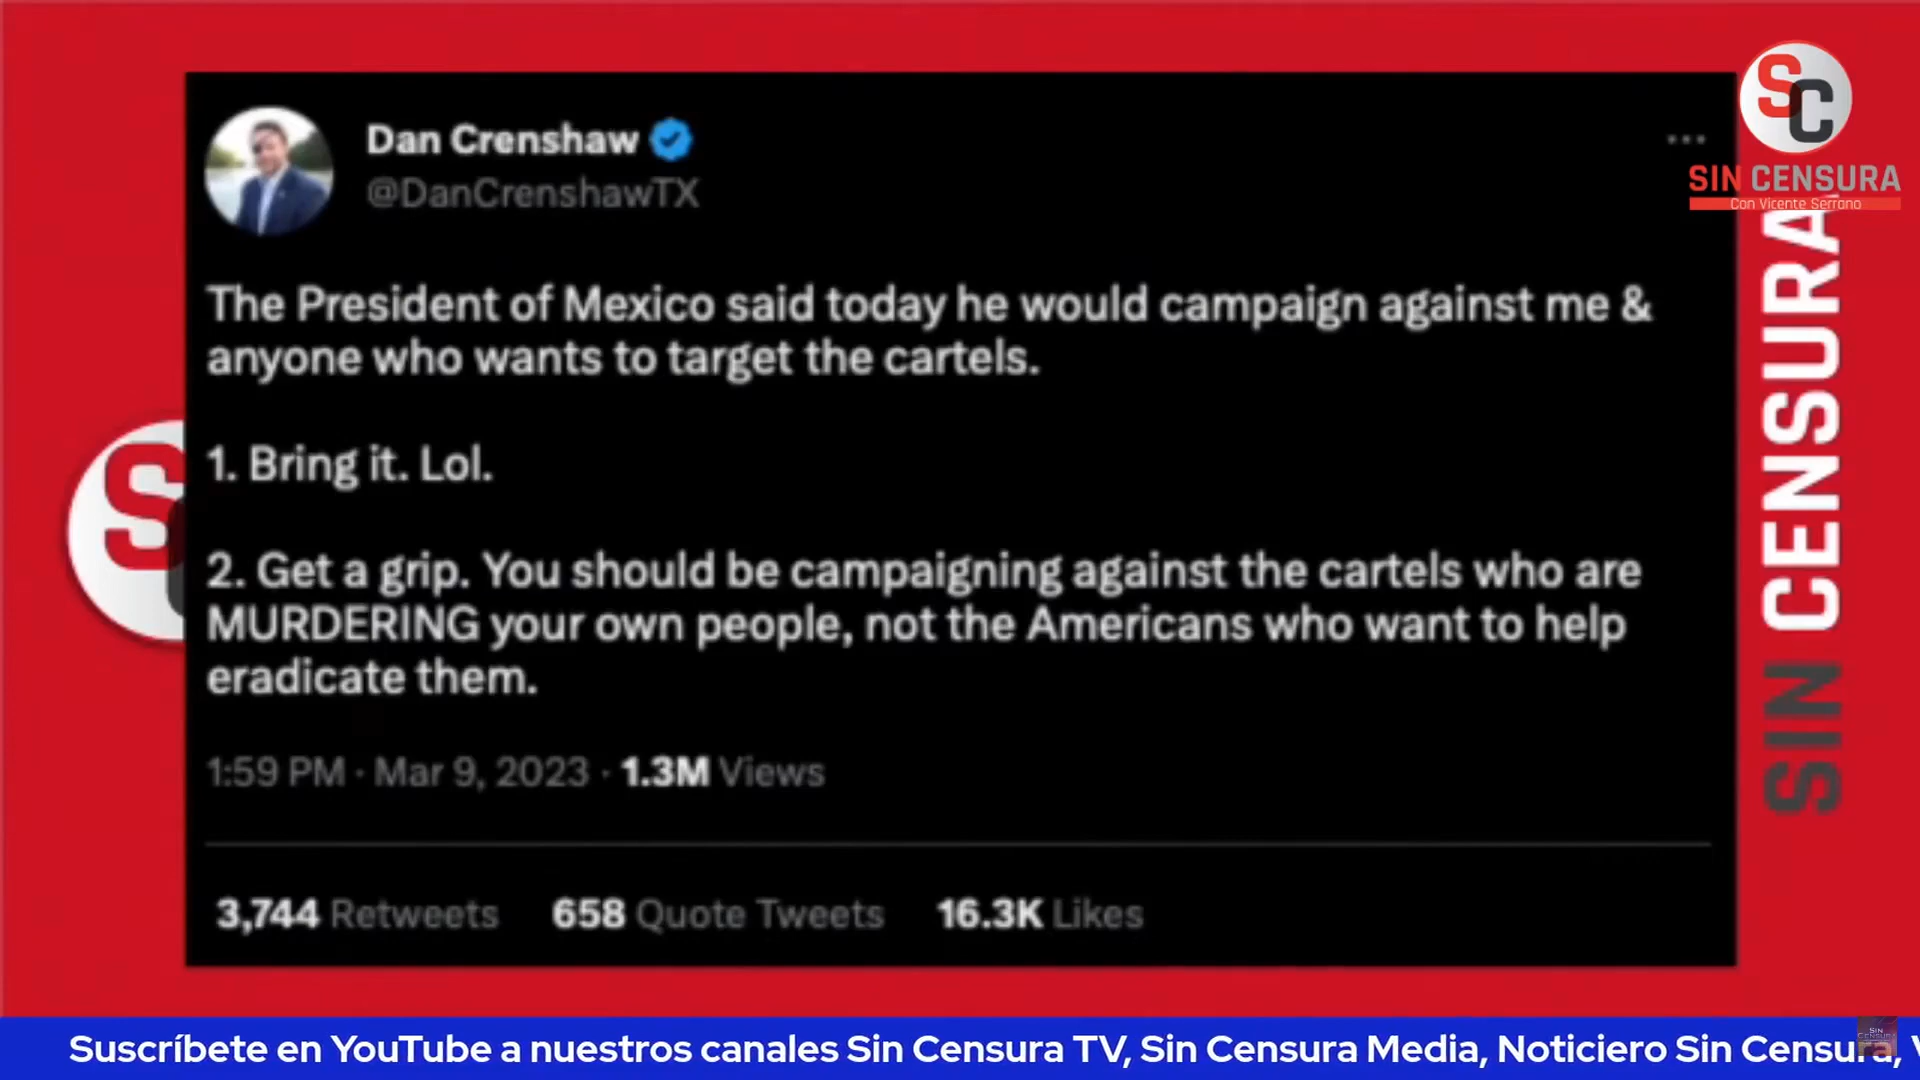 Dan Crenshaw
@DanCrenshawTX
The President of Mexico said today he would campaign against me &
anyone who wants to target the cartels.
1. Bring it. Lol.
2. Get a grip. You should be campaigning against the cartels who are
MURDERING your own people, not the Americans who want to help
eradicate them.
1:59 PM · Mar 9, 2023 · 1.3M Views
3,744 Retweets 658 Quote Tweets 16.3K Likes
SC
SIN CENSURA
Con Vicente Serrano
SIN CENSURA
S
Suscríbete en YouTube a nuestros canales Sin Censura TV, Sin Censura Media, Noticiero Sin Censura,
SIN
CENSURA